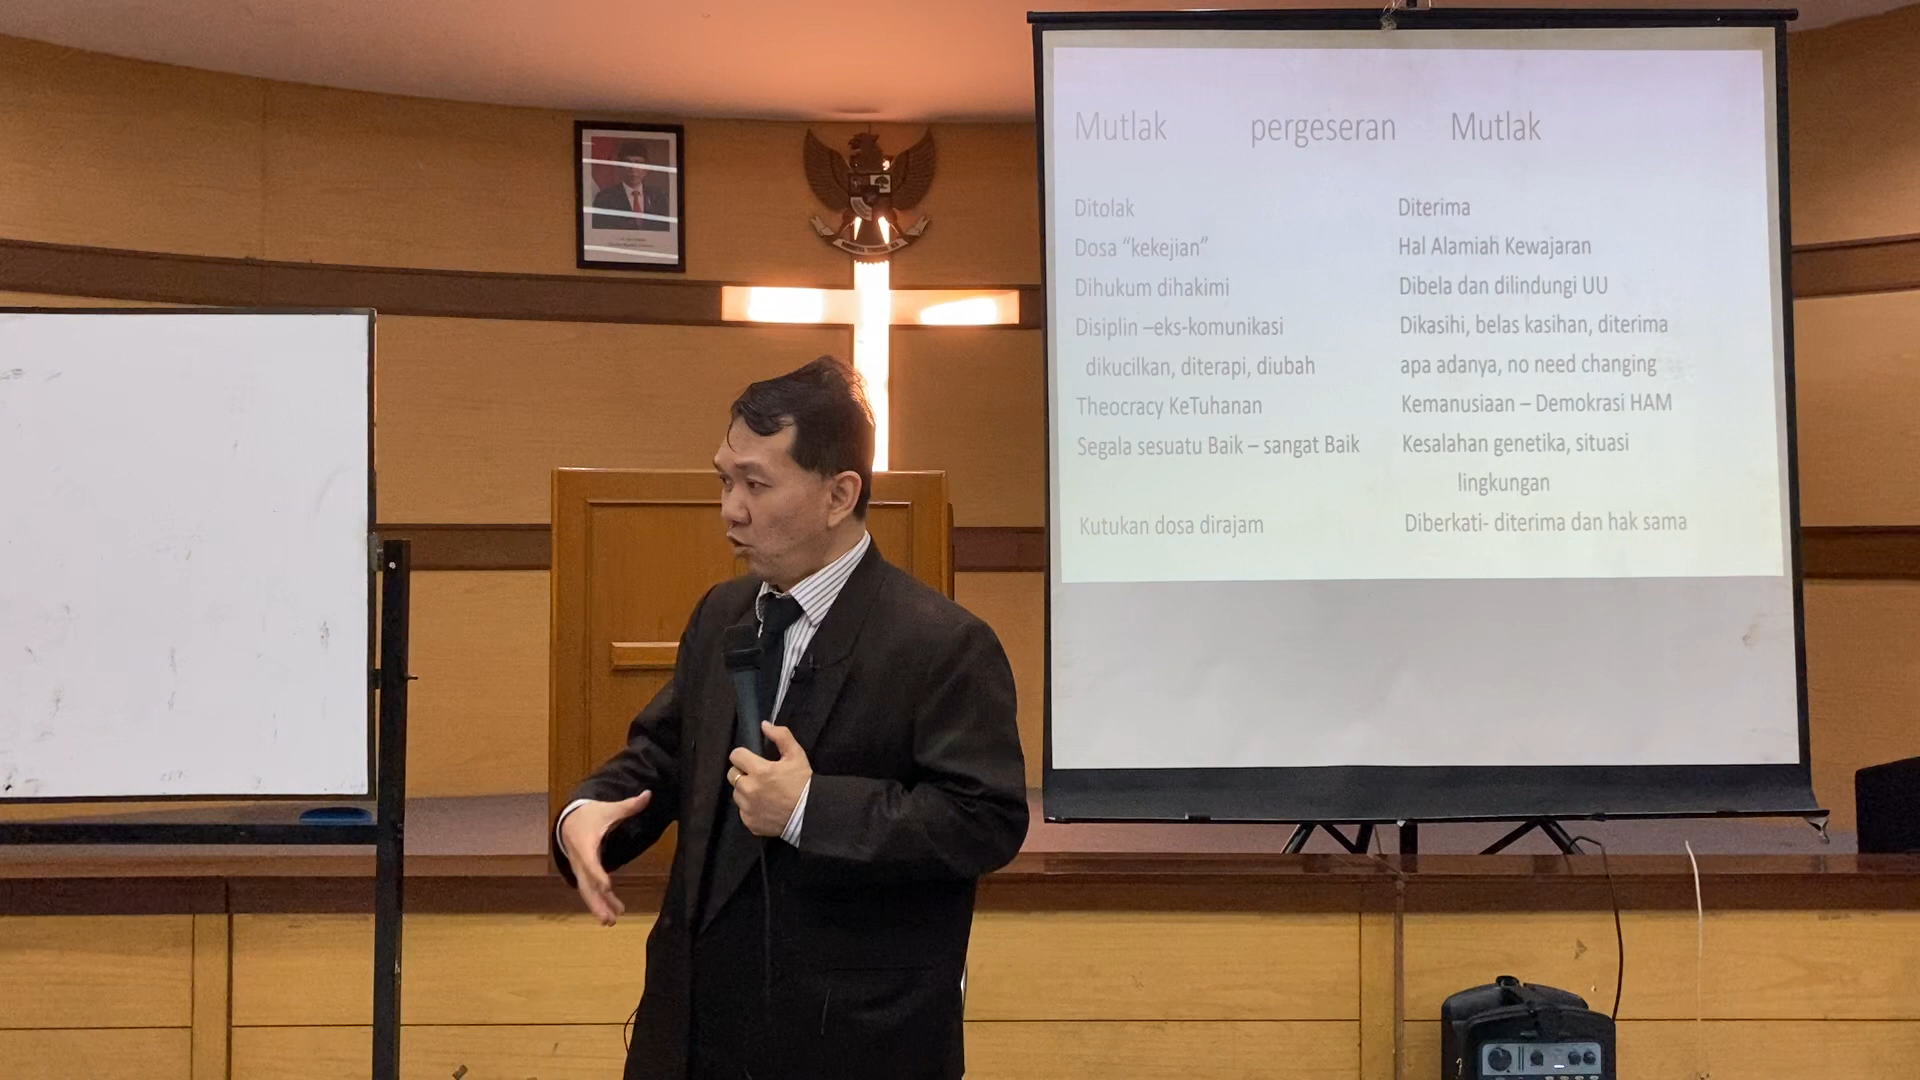 Mutlak pergeseran Mutlak
Ditolak Diterima
Dosa “kekejian” Hal Alamiah Kewajaran
Dihukum dihakimi Dibela dan dilindungi UU
Disiplin –eks-komunikasi Dikasihi, belas kasihan, diterima
dikucilkan, diterapi, diubah apa adanya, no need changing
Theocracy KeTuhanan Kemanusiaan – Demokrasi HAM
Segala sesuatu Baik – sangat Baik Kesalahan genetika, situasi
lingkungan
Kutukan dosa dirajam Diberkati- diterima dan hak sama